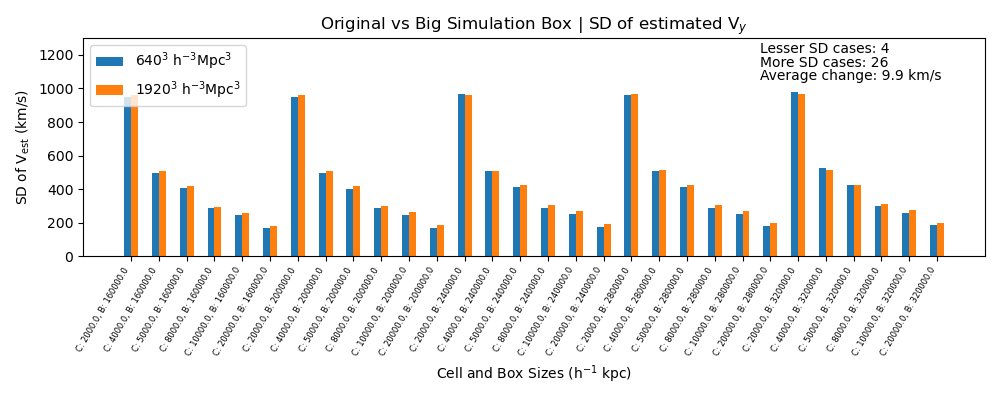 Original vs Big Simulation Box | SD of estimated V_y
640³ h⁻³Mpc³
1920³ h⁻³Mpc³
Lesser SD cases: 4
More SD cases: 26
Average change: 9.9 km/s
SD of V_est (km/s)
1200
1000
800
600
400
200
0
C: 2000.0, B: 160000.0
C: 4000.0, B: 160000.0
C: 5000.0, B: 160000.0
C: 8000.0, B: 160000.0
C: 10000.0, B: 160000.0
C: 20000.0, B: 160000.0
C: 2000.0, B: 200000.0
C: 4000.0, B: 200000.0
C: 5000.0, B: 200000.0
C: 8000.0, B: 200000.0
C: 10000.0, B: 200000.0
C: 20000.0, B: 200000.0
C: 2000.0, B: 240000.0
C: 4000.0, B: 240000.0
C: 5000.0, B: 240000.0
C: 8000.0, B: 240000.0
C: 10000.0, B: 240000.0
C: 20000.0, B: 240000.0
C: 2000.0, B: 280000.0
C: 4000.0, B: 280000.0
C: 5000.0, B: 280000.0
C: 8000.0, B: 280000.0
C: 10000.0, B: 280000.0
C: 20000.0, B: 280000.0
C: 2000.0, B: 320000.0
C: 4000.0, B: 320000.0
C: 5000.0, B: 320000.0
C: 8000.0, B: 320000.0
C: 10000.0, B: 320000.0
C: 20000.0, B: 320000.0
Cell and Box Sizes (h⁻¹ kpc)